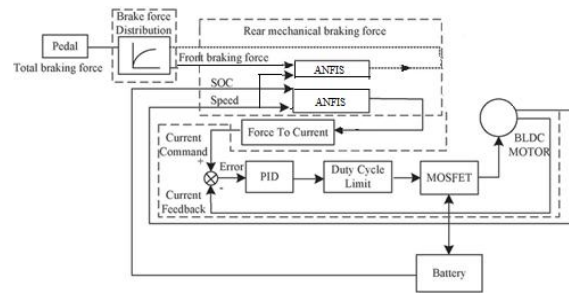 Brake force
Distribution
Rear mechanical braking force
Pedal
Total braking force
Front braking force
ANFIS
SOC
Speed
ANFIS
Force To Current
BLDC
MOTOR
Current
Command
+
Error
-
PID
Duty Cycle
Limit
MOSFET
Current
Feedback
Battery